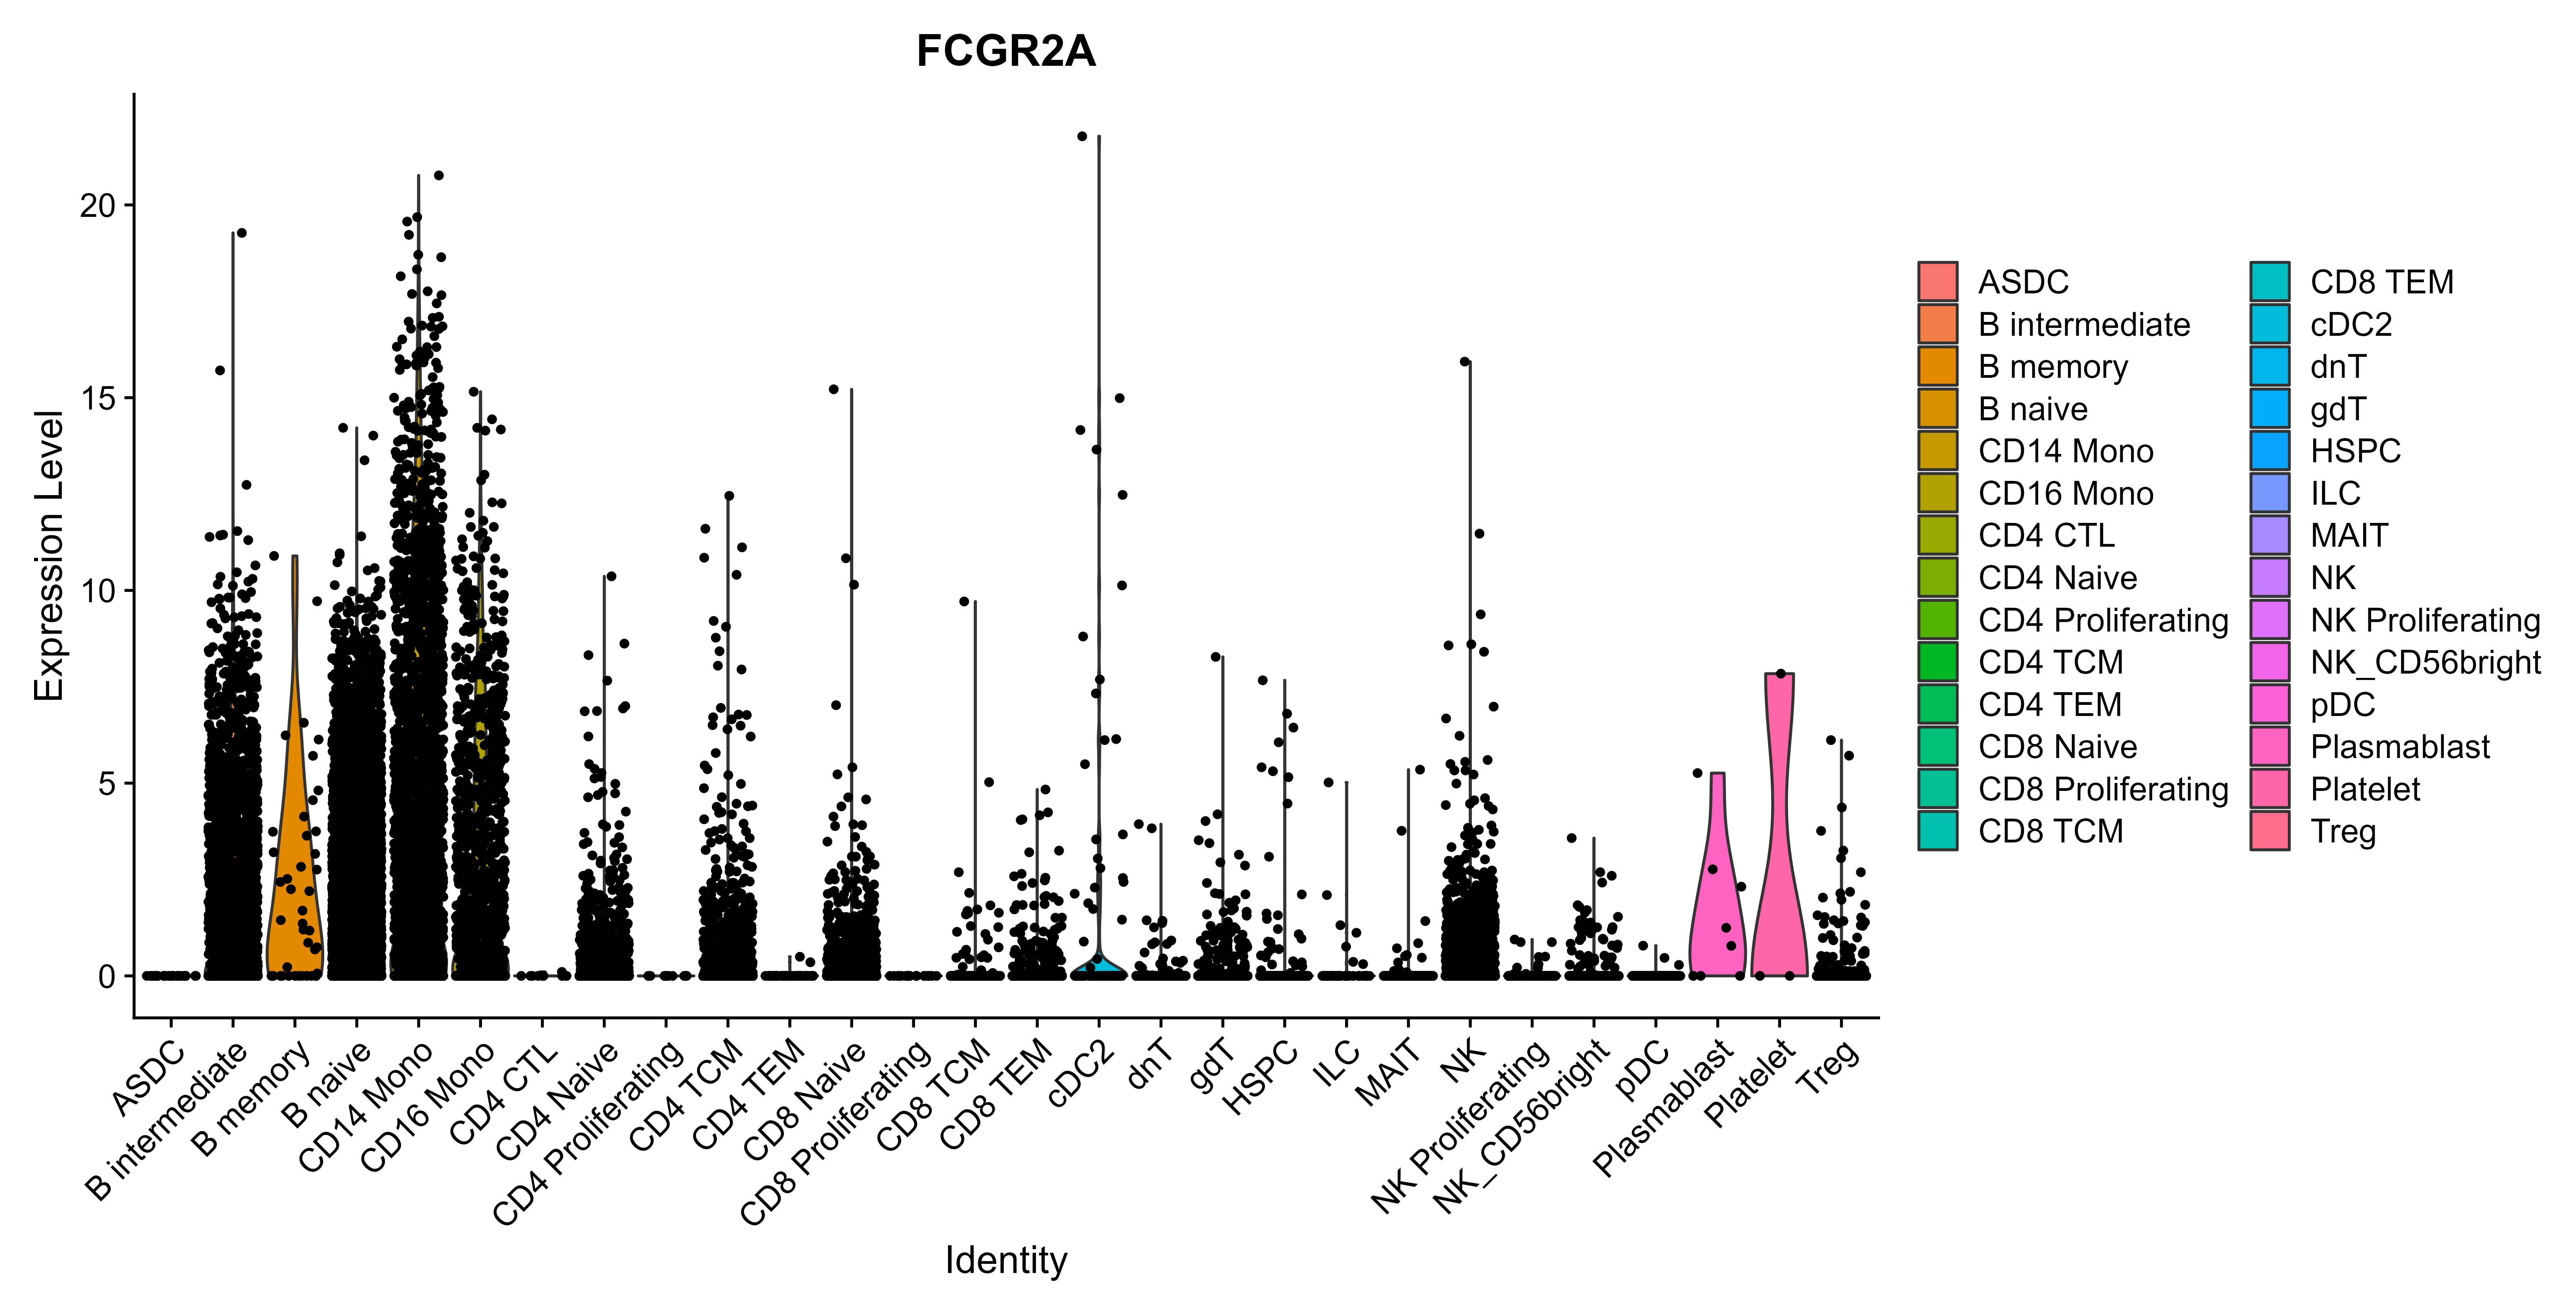 FCGR2A
Expression Level
20
15
10
5
0
ASDC
B intermediate
B memory
B naive
CD14 Mono
CD16 Mono
CD4 CTL
CD4 Naive
CD4 Proliferating
CD4 TCM
CD4 TEM
CD8 Naive
CD8 Proliferating
CD8 TCM
CD8 TEM
cDC2
dnT
gdT
HSPC
ILC
MAIT
NK
NK Proliferating
NK_CD56bright
pDC
Plasmablast
Platelet
Treg
Identity
ASDC
B intermediate
B memory
B naive
CD14 Mono
CD16 Mono
CD4 CTL
CD4 Naive
CD4 Proliferating
CD4 TCM
CD4 TEM
CD8 Naive
CD8 Proliferating
CD8 TCM
CD8 TEM
cDC2
dnT
gdT
HSPC
ILC
MAIT
NK
NK Proliferating
NK_CD56bright
pDC
Plasmablast
Platelet
Treg